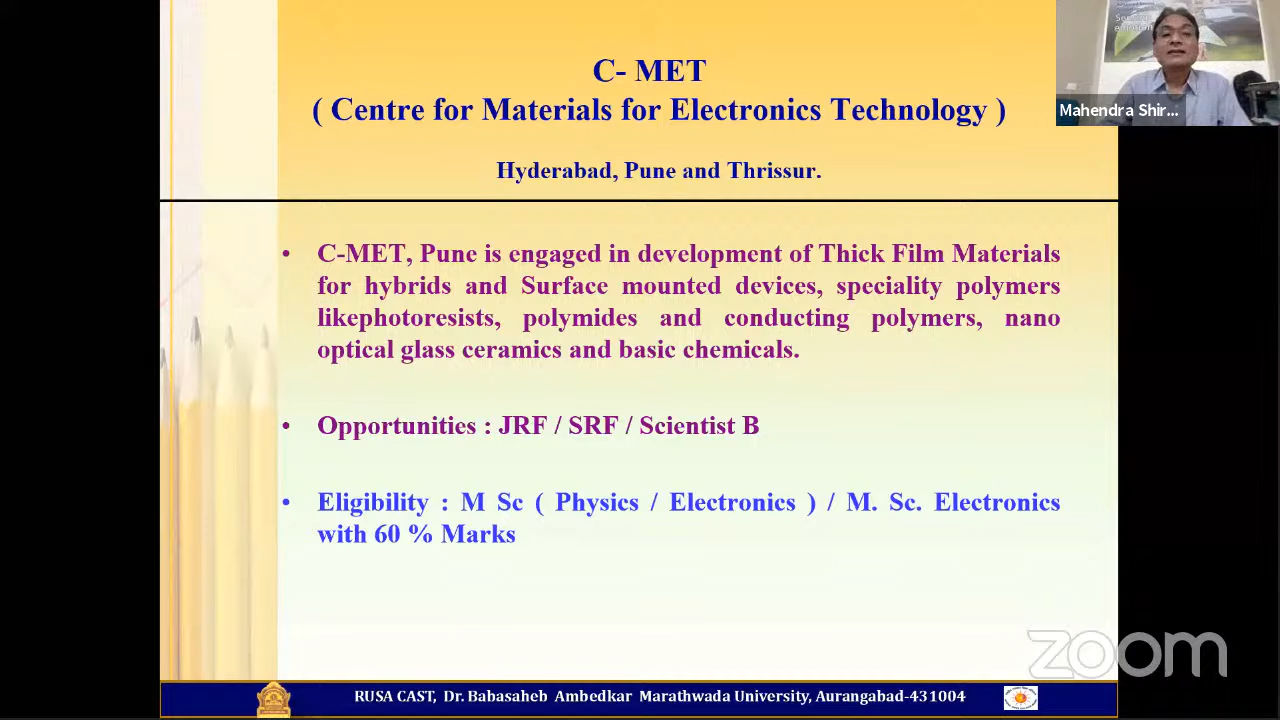 C- MET
( Centre for Materials for Electronics Technology )
Hyderabad, Pune and Thrissur.
Mahendra Shir...
• C-MET, Pune is engaged in development of Thick Film Materials
for hybrids and Surface mounted devices, speciality polymers
likephotoresists, polymides and conducting polymers, nano
optical glass ceramics and basic chemicals.
• Opportunities : JRF / SRF / Scientist B
• Eligibility : M Sc ( Physics / Electronics ) / M. Sc. Electronics
with 60 % Marks
zoom
RUSA CAST, Dr. Babasaheb Ambedkar Marathwada University, Aurangabad-431004